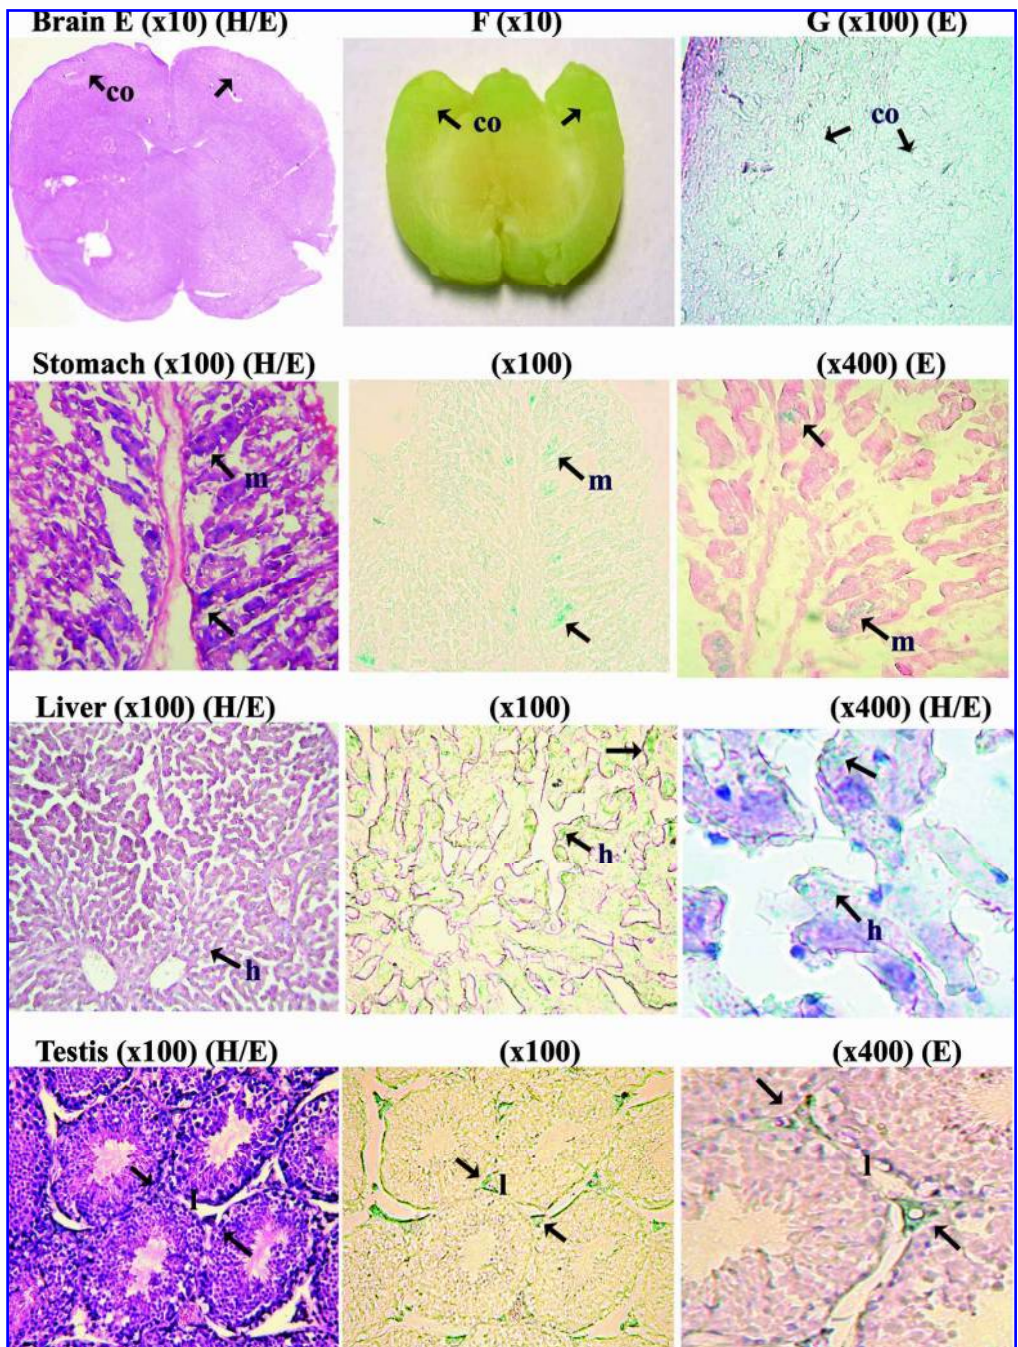 Brain E (x10) (H/E)
F (x10)
G (x100) (E)
co
co
co
Stomach (x100) (H/E)
(x100)
(x400) (E)
m
m
m
Liver (x100) (H/E)
(x100)
(x400) (H/E)
h
h
h
Testis (x100) (H/E)
(x100)
(x400) (E)
l
l
l